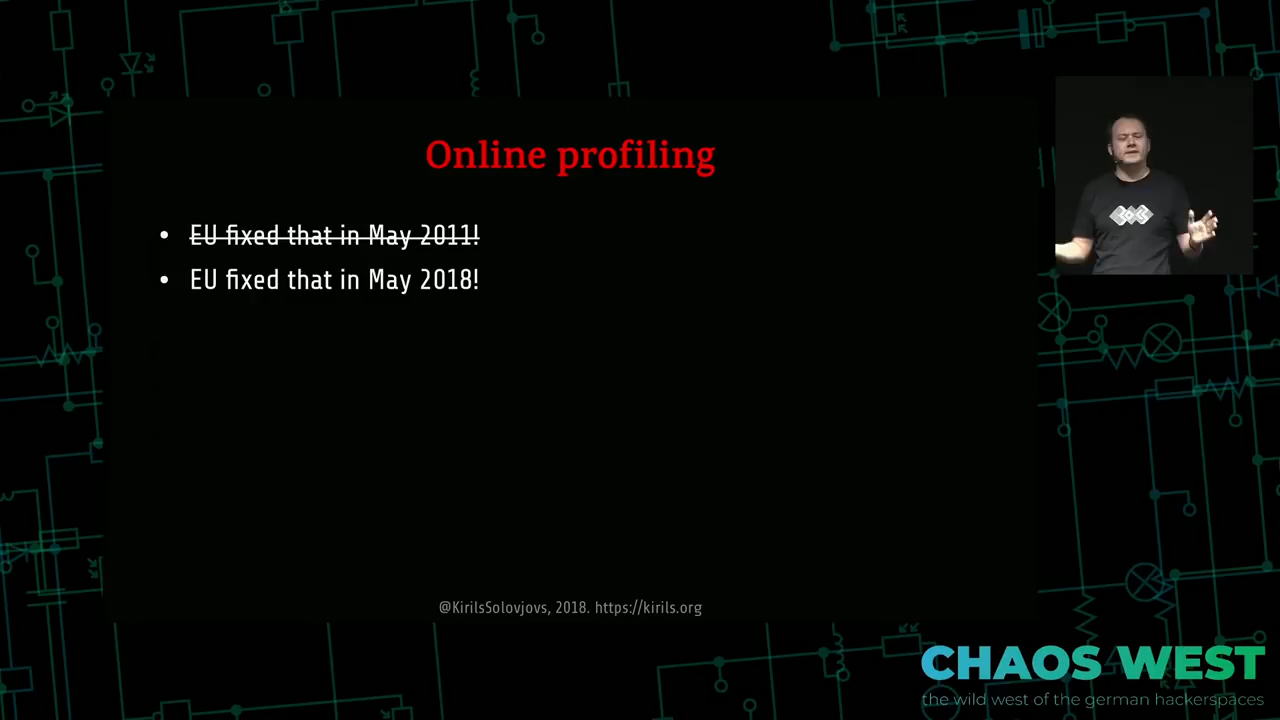 Online profiling
• EU fixed that in May 2011!
• EU fixed that in May 2018!
@KirilsSolovjovs, 2018. https://kirils.org
CHAOS WEST
the wild west of the german hackerspaces